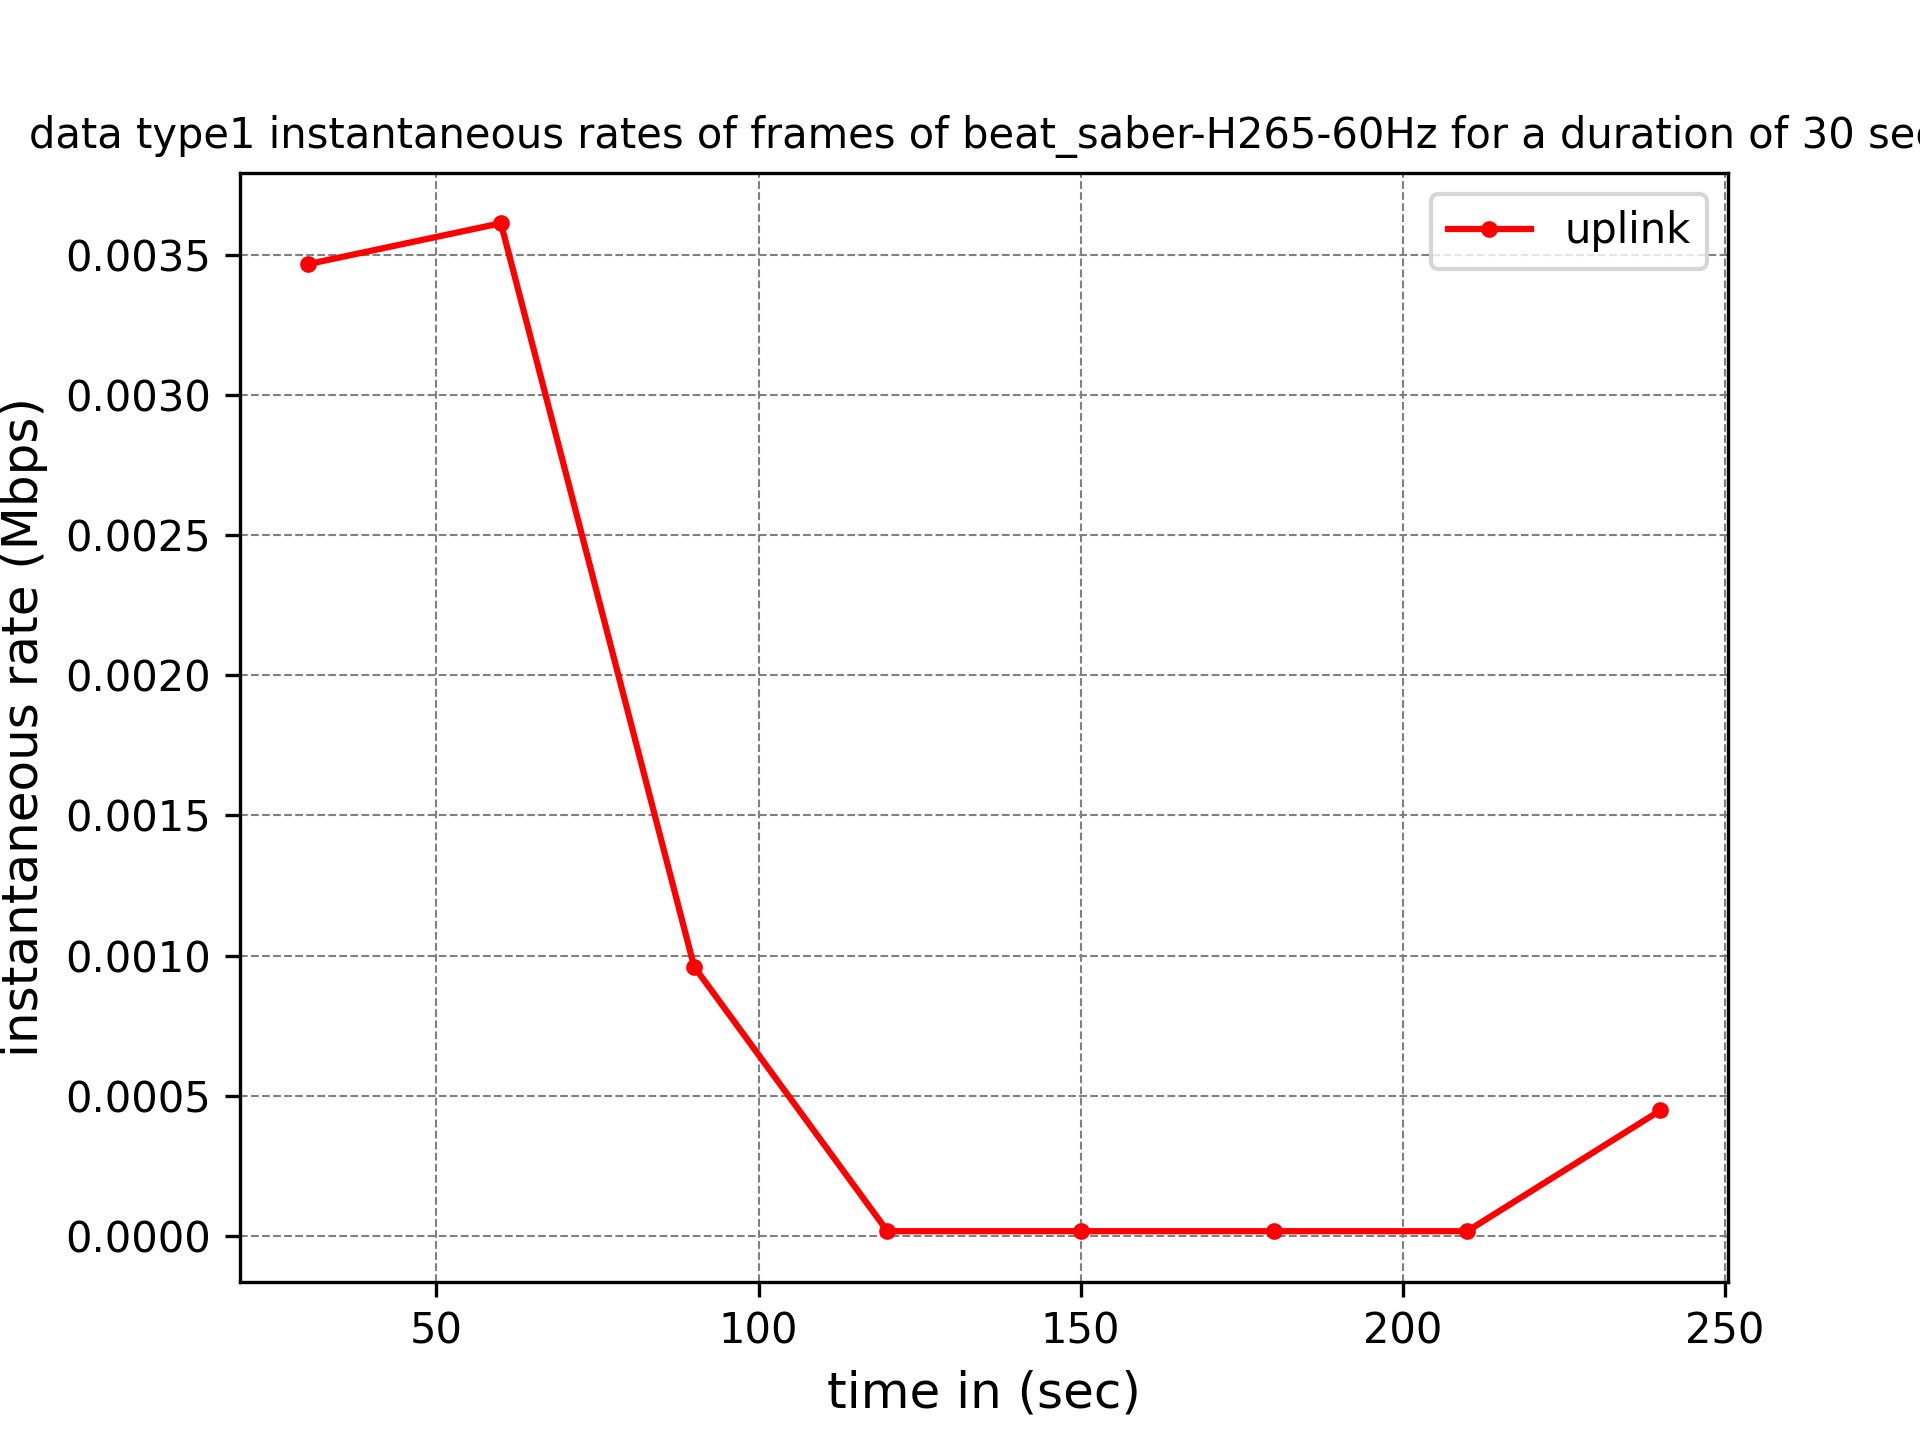 data type1 instantaneous rates of frames of beat_saber-H265-60Hz for a duration of 30
uplink
instantaneous rate (Mbps)
0.0035
0.0030
0.0025
0.0020
0.0015
0.0010
0.0005
0.0000
50 100 150 200 250
time in (sec)